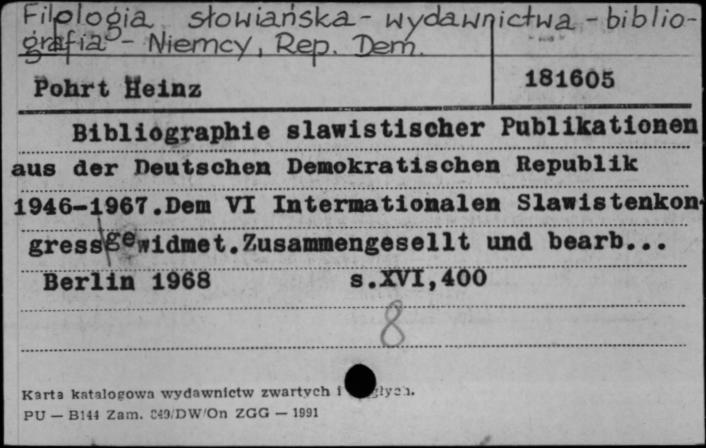 Filologia słowiańska - wydawnictwa - biblio-
grafia - Niemcy, Rep. Dem.
Pohrt Heinz
181605
Bibliographie slawistischer Publikationen
aus der Deutschen Demokratischen Republik
1946-1967.Dem VI Intermationalen Slawistenkon-
gress gewidmet.Zusammengesellt und bearb...
Berlin 1968 s.XVI,400
8
Karta katalogowa wydawnictw zwartych i
PU — B144 Zam. 349/DW/On ZGG — 1991